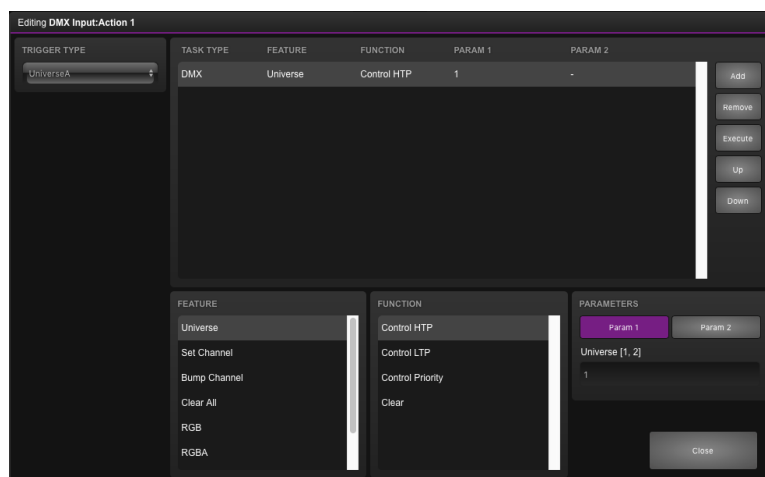 Editing DMX Input:Action 1
TRIGGER TYPE
UniverseA
TASK TYPE FEATURE FUNCTION PARAM 1 PARAM 2
DMX Universe Control HTP 1 -
Add
Remove
Execute
Up
Down
FEATURE
Universe
Set Channel
Bump Channel
Clear All
RGB
RGBA
FUNCTION
Control HTP
Control LTP
Control Priority
Clear
PARAMETERS
Param 1 Param 2
Universe [1, 2]
1
Close